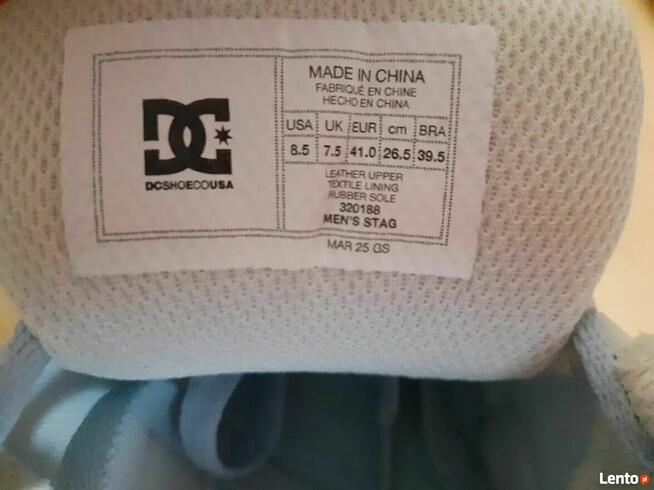 DC
DCSHOECOUSA
MADE IN CHINA
FABRIQUÉ EN CHINE
HECHO EN CHINA
USA UK EUR cm BRA
8.5 7.5 41.0 26.5 39.5
LEATHER UPPER
TEXTILE LINING
RUBBER SOLE
320188
MEN'S STAG
MAR 25 GS
Lento.pl